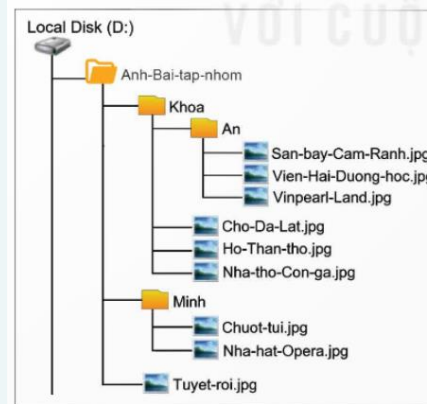 VỚI CUỘ
Local Disk (D:)
Anh-Bai-tap-nhom
Khoa
An
San-bay-Cam-Ranh.jpg
Vien-Hai-Duong-hoc.jpg
Vinpearl-Land.jpg
Cho-Da-Lat.jpg
Ho-Than-tho.jpg
Nha-tho-Con-ga.jpg
Minh
Chuot-tui.jpg
Nha-hat-Opera.jpg
Tuyet-roi.jpg